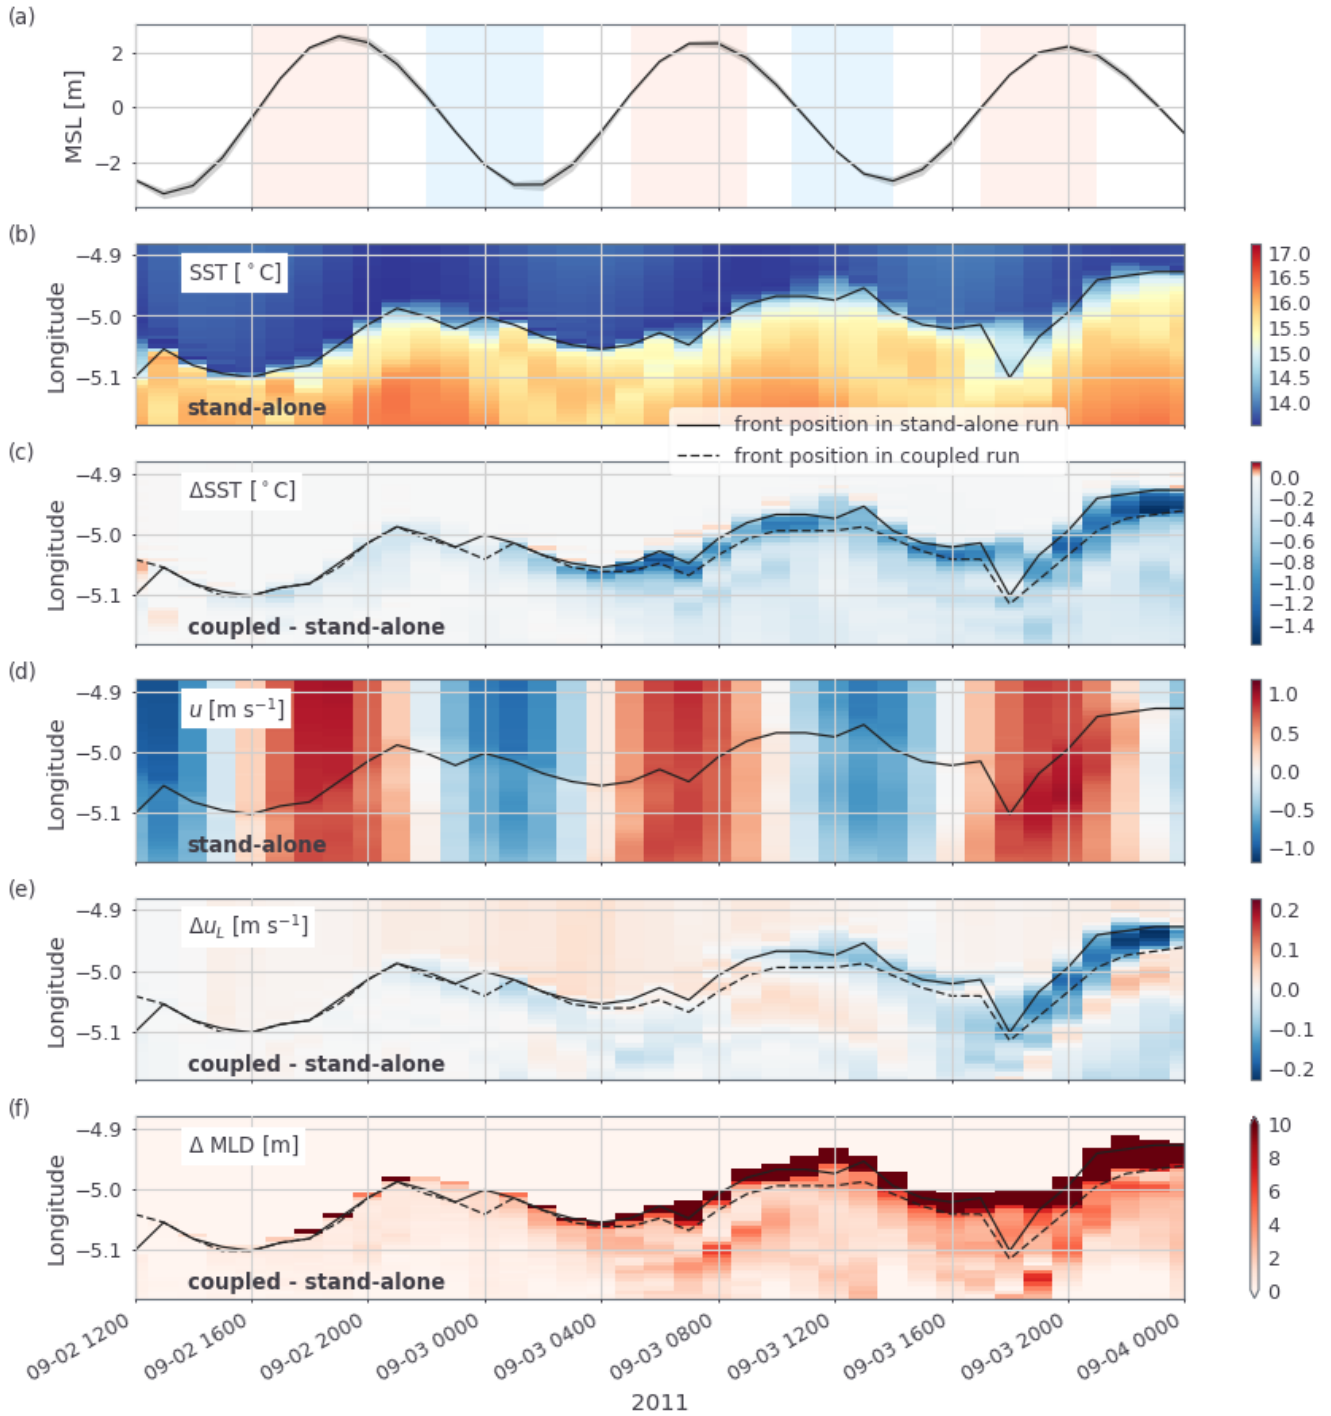 (a)
MSL [m]
2
0
−2
(b)
Longitude
−4.9
−5.0
−5.1
SST [°C]
stand-alone
17.0
16.5
16.0
15.5
15.0
14.5
14.0
front position in stand-alone run
front position in coupled run
(c)
Longitude
−4.9
−5.0
−5.1
ΔSST [°C]
coupled - stand-alone
0.0
−0.2
−0.4
−0.6
−0.8
−1.0
−1.2
−1.4
(d)
Longitude
−4.9
−5.0
−5.1
u [m s⁻¹]
stand-alone
1.0
0.5
0.0
−0.5
−1.0
(e)
Longitude
−4.9
−5.0
−5.1
Δu_L [m s⁻¹]
coupled - stand-alone
0.2
0.1
0.0
−0.1
−0.2
(f)
Longitude
−4.9
−5.0
−5.1
Δ MLD [m]
coupled - stand-alone
10
8
6
4
2
0
09-02 1200
09-02 1600
09-02 2000
09-03 0000
09-03 0400
09-03 0800
09-03 1200
09-03 1600
09-03 2000
09-04 0000
2011